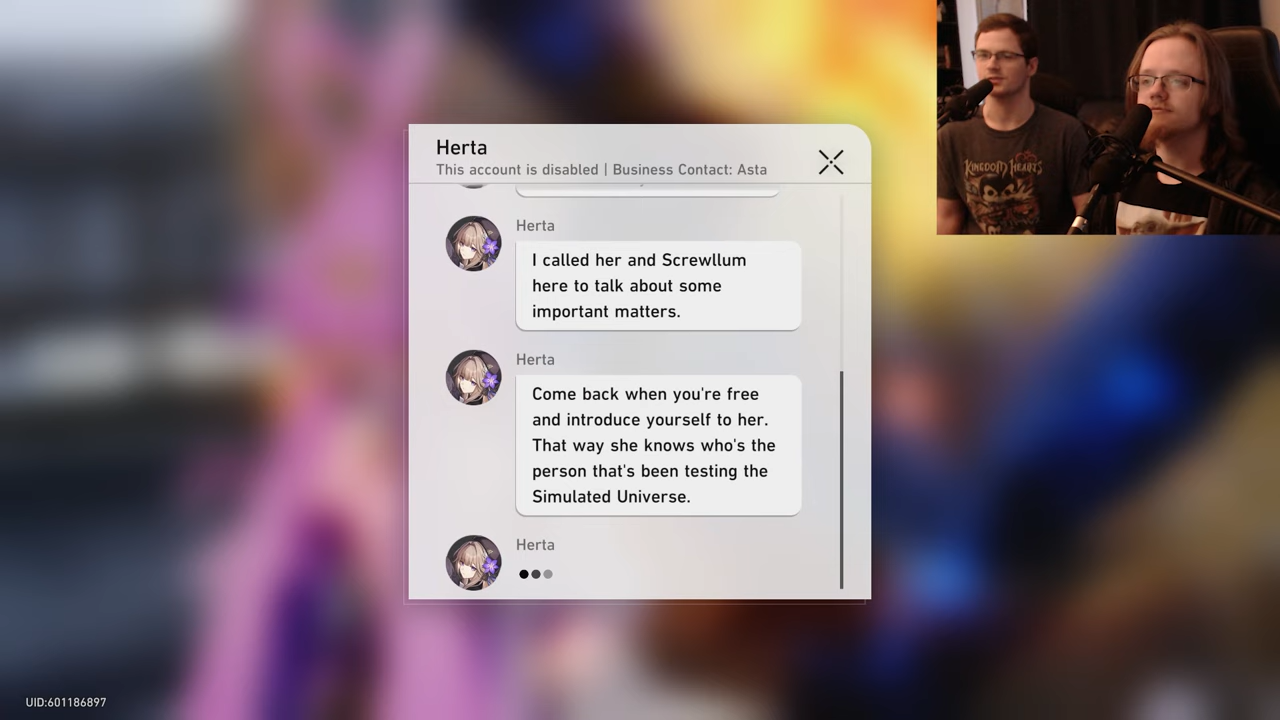 Herta
This account is disabled | Business Contact: Asta
Herta
I called her and Screwllum
here to talk about some
important matters.
Herta
Come back when you're free
and introduce yourself to her.
That way she knows who's the
person that's been testing the
Simulated Universe.
Herta
KINGDOM HEARTS
UID:601186897